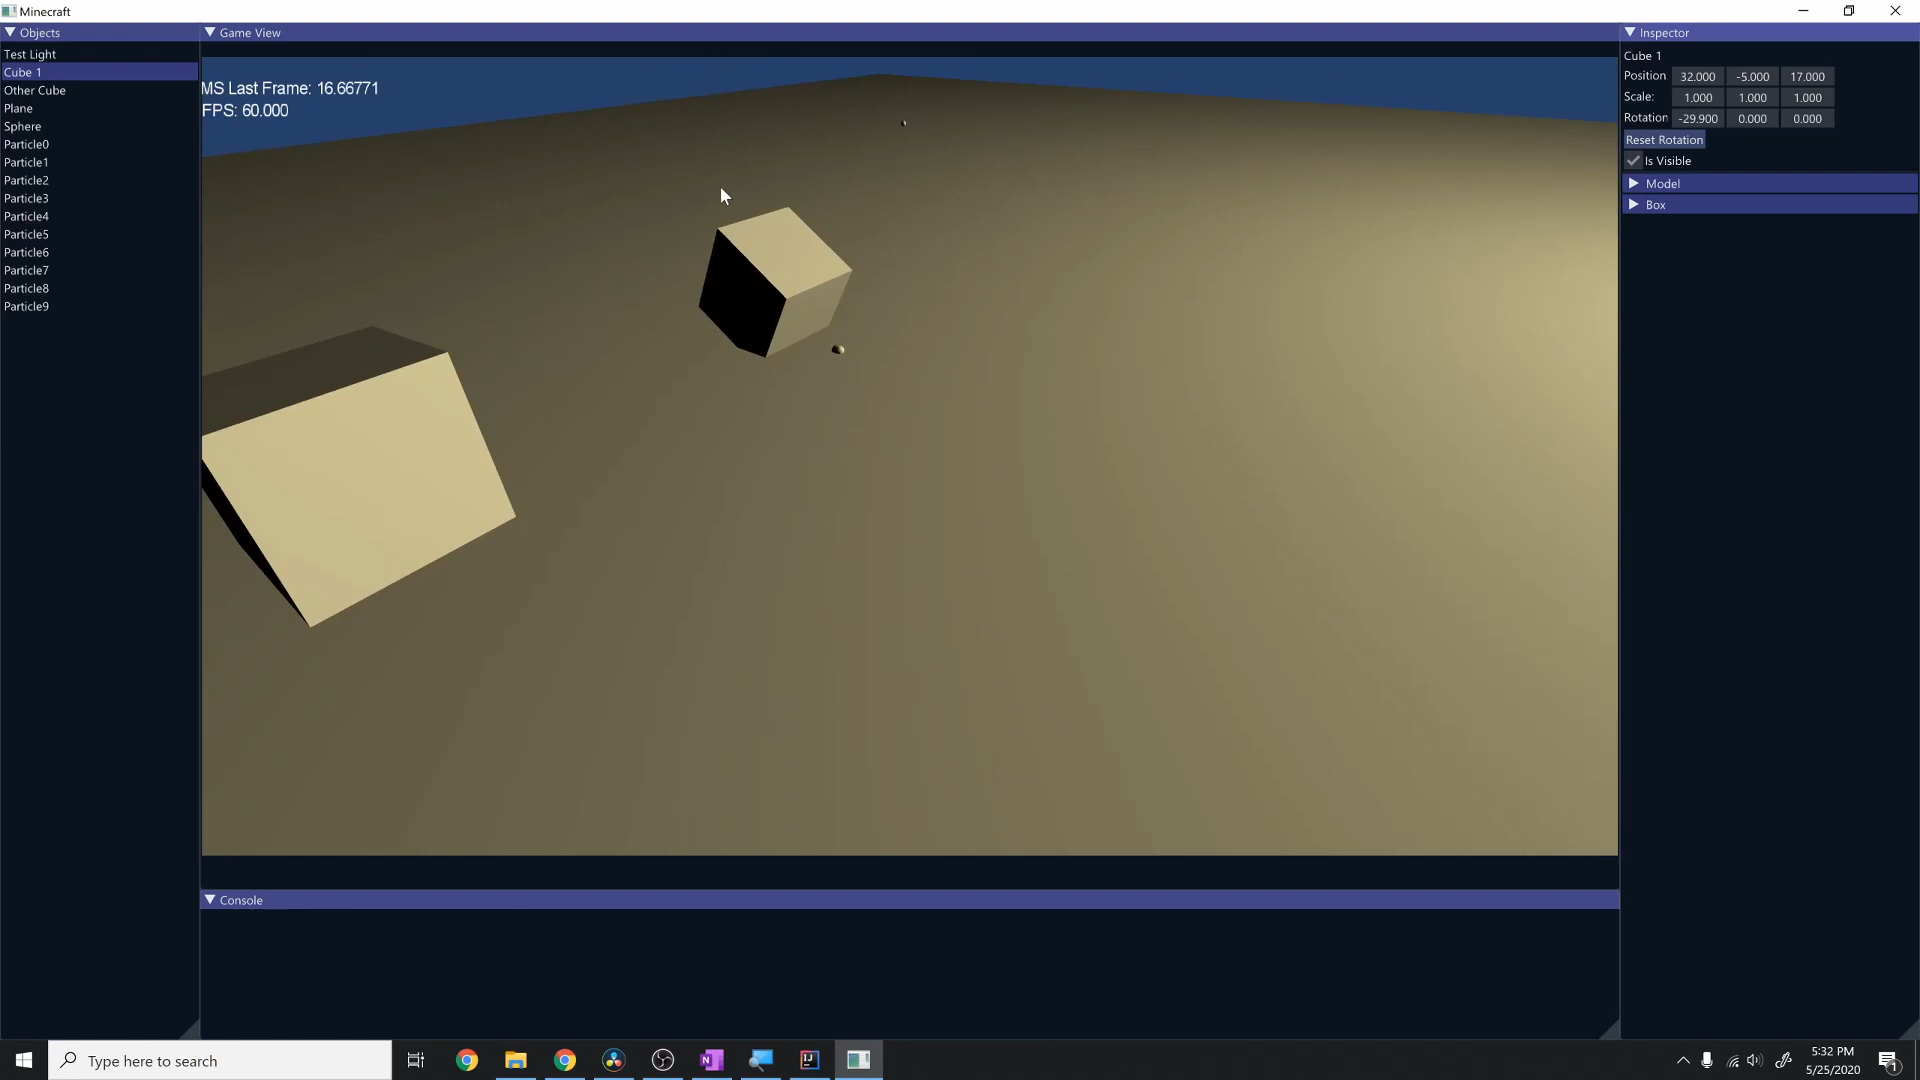 Minecraft
Objects
Test Light
Cube 1
Other Cube
Plane
Sphere
Particle0
Particle1
Particle2
Particle3
Particle4
Particle5
Particle6
Particle7
Particle8
Particle9
Game View
MS Last Frame: 16.66771
FPS: 60.000
Console
Inspector
Cube 1
Position 32.000 -5.000 17.000
Scale: 1.000 1.000 1.000
Rotation -29.900 0.000 0.000
Reset Rotation
Is Visible
Model
Box
Type here to search
N
IJ
5:32 PM
5/25/2020
1